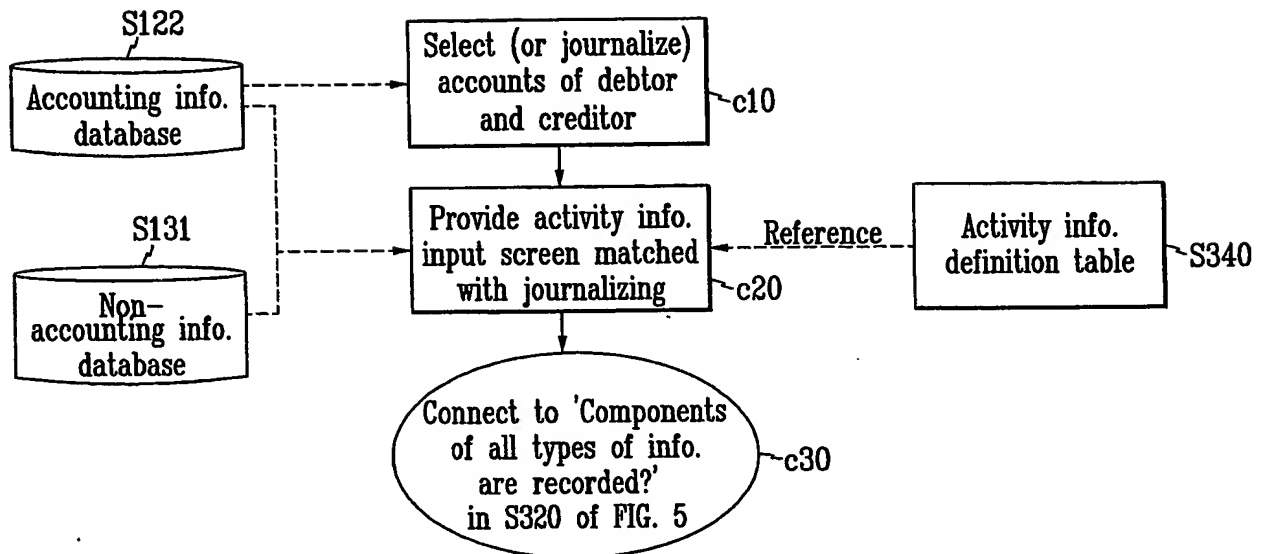 S122
Accounting info.
database
Select (or journalize)
accounts of debtor
and creditor
c10
S131
Non-
accounting info.
database
Provide activity info.
input screen matched
with journalizing
c20
Reference
Activity info.
definition table
S340
Connect to 'Components
of all types of info.
are recorded?'
in S320 of FIG. 5
c30